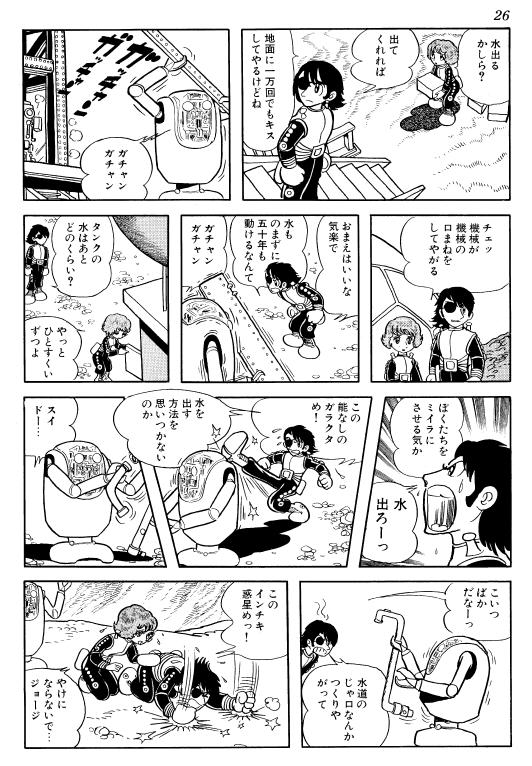 26
水出る
かしら?
出て
くれれば
地面に一万回でもキス
してやるけどね
ガッチャン
ガッチャン!!
ガチャン
ガチャン
チェッ
機械が
機械の
口まねを
してやがる
おまえはいいな
気楽で
水も
のまずに
五十年も
動けるなんて
ガチャン
ガチャン
タンクの
水はあと
どのくらい?
やっと
ひとすくい
ずつよ
ぼくたちを
ミイラに
させる気か
水
出ろーっ
この
能なしの
ガラクタ
め!
水を
出す
方法を
思いつかない
のか
スイ
ドー…
こいつ
ばか
だなーっ
水道の
じゃ口なんか
つくりや
がって
この
インチキ
惑星めっ!
やけに
ならないで…
ジョージ